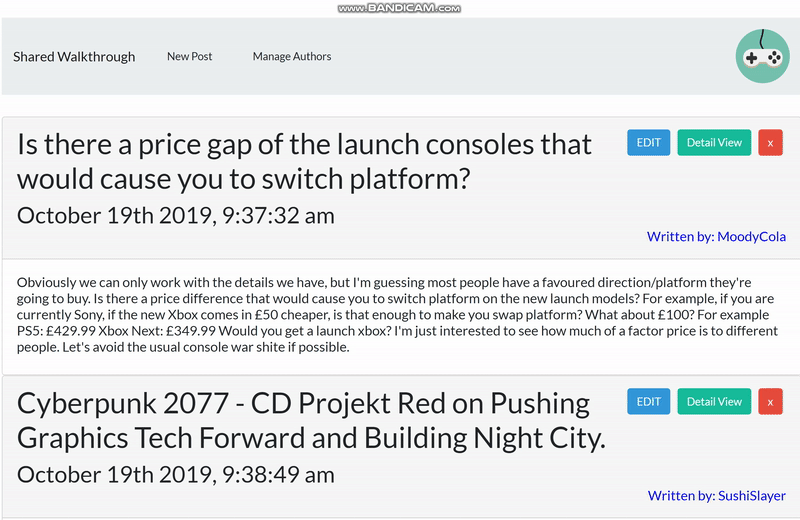 www.BANDICAM.com
Shared Walkthrough New Post Manage Authors
Is there a price gap of the launch consoles that EDIT Detail View x
would cause you to switch platform?
October 19th 2019, 9:37:32 am
Written by: MoodyCola
Obviously we can only work with the details we have, but I'm guessing most people have a favoured direction/platform they're
going to buy. Is there a price difference that would cause you to switch platform on the new launch models? For example, if you are
currently Sony, if the new Xbox comes in £50 cheaper, is that enough to make you swap platform? What about £100? For example
PS5: £429.99 Xbox Next: £349.99 Would you get a launch xbox? I'm just interested to see how much of a factor price is to different
people. Let's avoid the usual console war shite if possible.
Cyberpunk 2077 - CD Projekt Red on Pushing EDIT Detail View x
Graphics Tech Forward and Building Night City.
October 19th 2019, 9:38:49 am
Written by: SushiSlayer